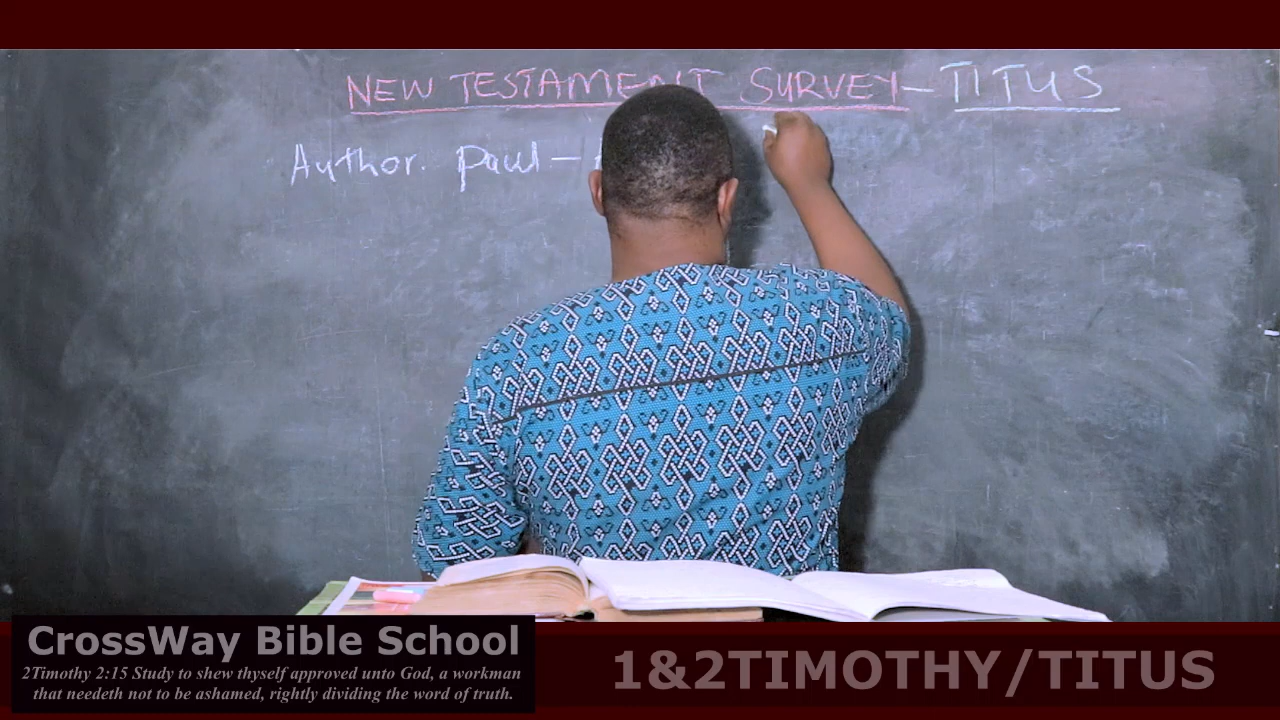 NEW TESTAMENT SURVEY - TITUS
Author. Paul -
CrossWay Bible School
2Timothy 2:15 Study to shew thyself approved unto God, a workman
that needeth not to be ashamed, rightly dividing the word of truth.
1&2TIMOTHY/TITUS